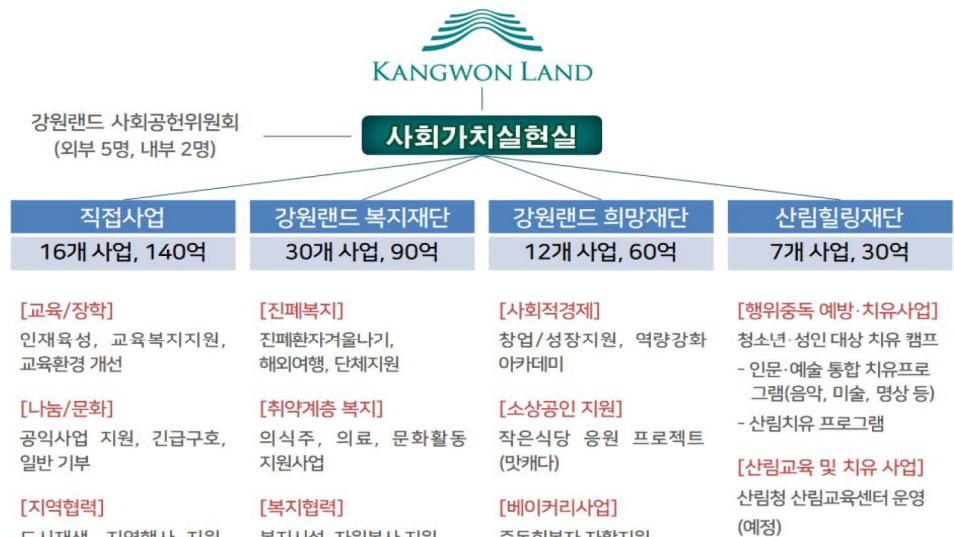 KANGWON LAND
강원랜드 사회공헌위원회
(외부 5명, 내부 2명)
사회가치실현실
직접사업
16개 사업, 140억
[교육/장학]
인재육성, 교육복지지원,
교육환경 개선
[나눔/문화]
공익사업 지원, 긴급구호,
일반 기부
[지역협력]
강원랜드 복지재단
30개 사업, 90억
[진폐복지]
진폐환자겨울나기,
해외여행, 단체지원
[취약계층 복지]
의식주, 의료, 문화활동
지원사업
[복지협력]
강원랜드 희망재단
12개 사업, 60억
[사회적경제]
창업/성장지원, 역량강화
아카데미
[소상공인 지원]
작은식당 응원 프로젝트
(맛캐다)
[베이커리사업]
산림힐링재단
7개 사업, 30억
[행위중독 예방·치유사업]
청소년·성인 대상 치유 캠프
- 인문·예술 통합 치유프로
그램(음악, 미술, 명상 등)
- 산림치유 프로그램
[산림교육 및 치유 사업]
산림청 산림교육센터 운영
(예정)